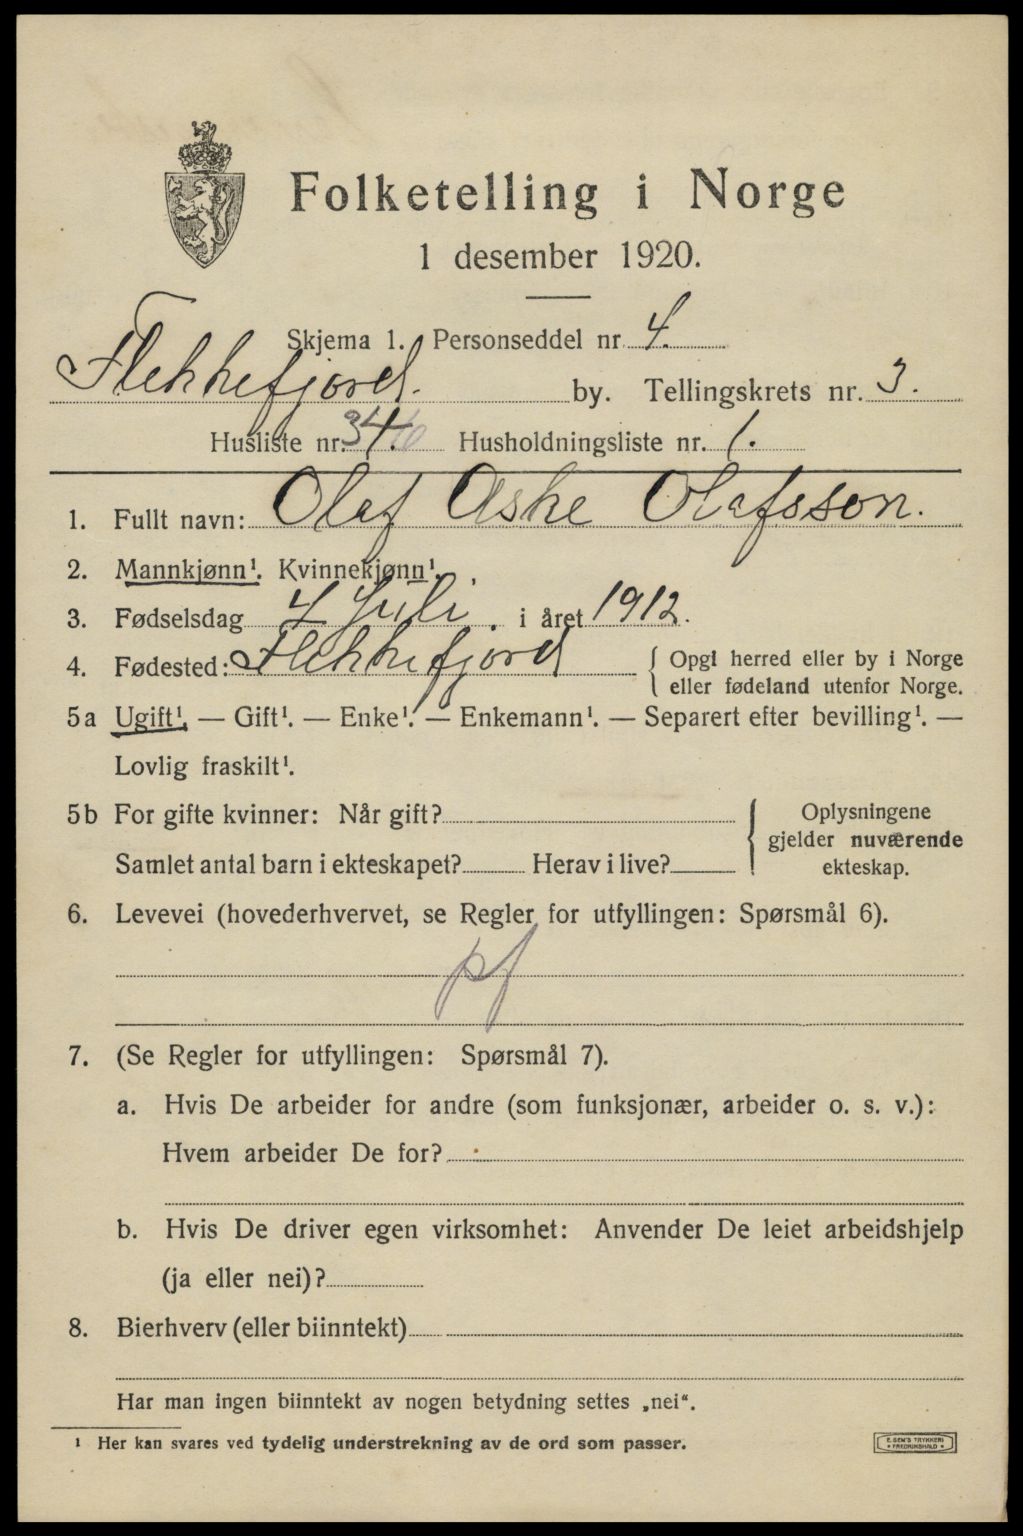 Folketelling i Norge
1 desember 1920.
Skjema 1. Personseddel nr. 4.
Flekkefjord. by. Tellingskrets nr. 3.
Husliste nr. 34. Husholdningsliste nr. 1.
1. Fullt navn: Olaf Aske Olafsson.
2. Mannkjønn¹. Kvinnekjønn¹.
3. Fødselsdag 4 Juli. i året 1912.
4. Fødested: Flekkefjord { Opgi herred eller by i Norge
eller fødeland utenfor Norge.
5a Ugift¹. — Gift¹. — Enke¹. — Enkemann¹. — Separert efter bevilling¹. —
Lovlig fraskilt¹.
5b For gifte kvinner: Når gift? Oplysningene
gjelder nuværende
Samlet antal barn i ekteskapet? Herav i live? ekteskap.
6. Levevei (hovederhvervet, se Regler for utfyllingen: Spørsmål 6).
pf
7. (Se Regler for utfyllingen: Spørsmål 7).
a. Hvis De arbeider for andre (som funksjonær, arbeider o. s. v.):
Hvem arbeider De for?
b. Hvis De driver egen virksomhet: Anvender De leiet arbeidshjelp
(ja eller nei)?
8. Bierhverv (eller biinntekt)
Har man ingen biinntekt av nogen betydning settes „nei“.
¹ Her kan svares ved tydelig understrekning av de ord som passer.
E. SEM'S TRYKKERI
• FREDRIKSHALD •